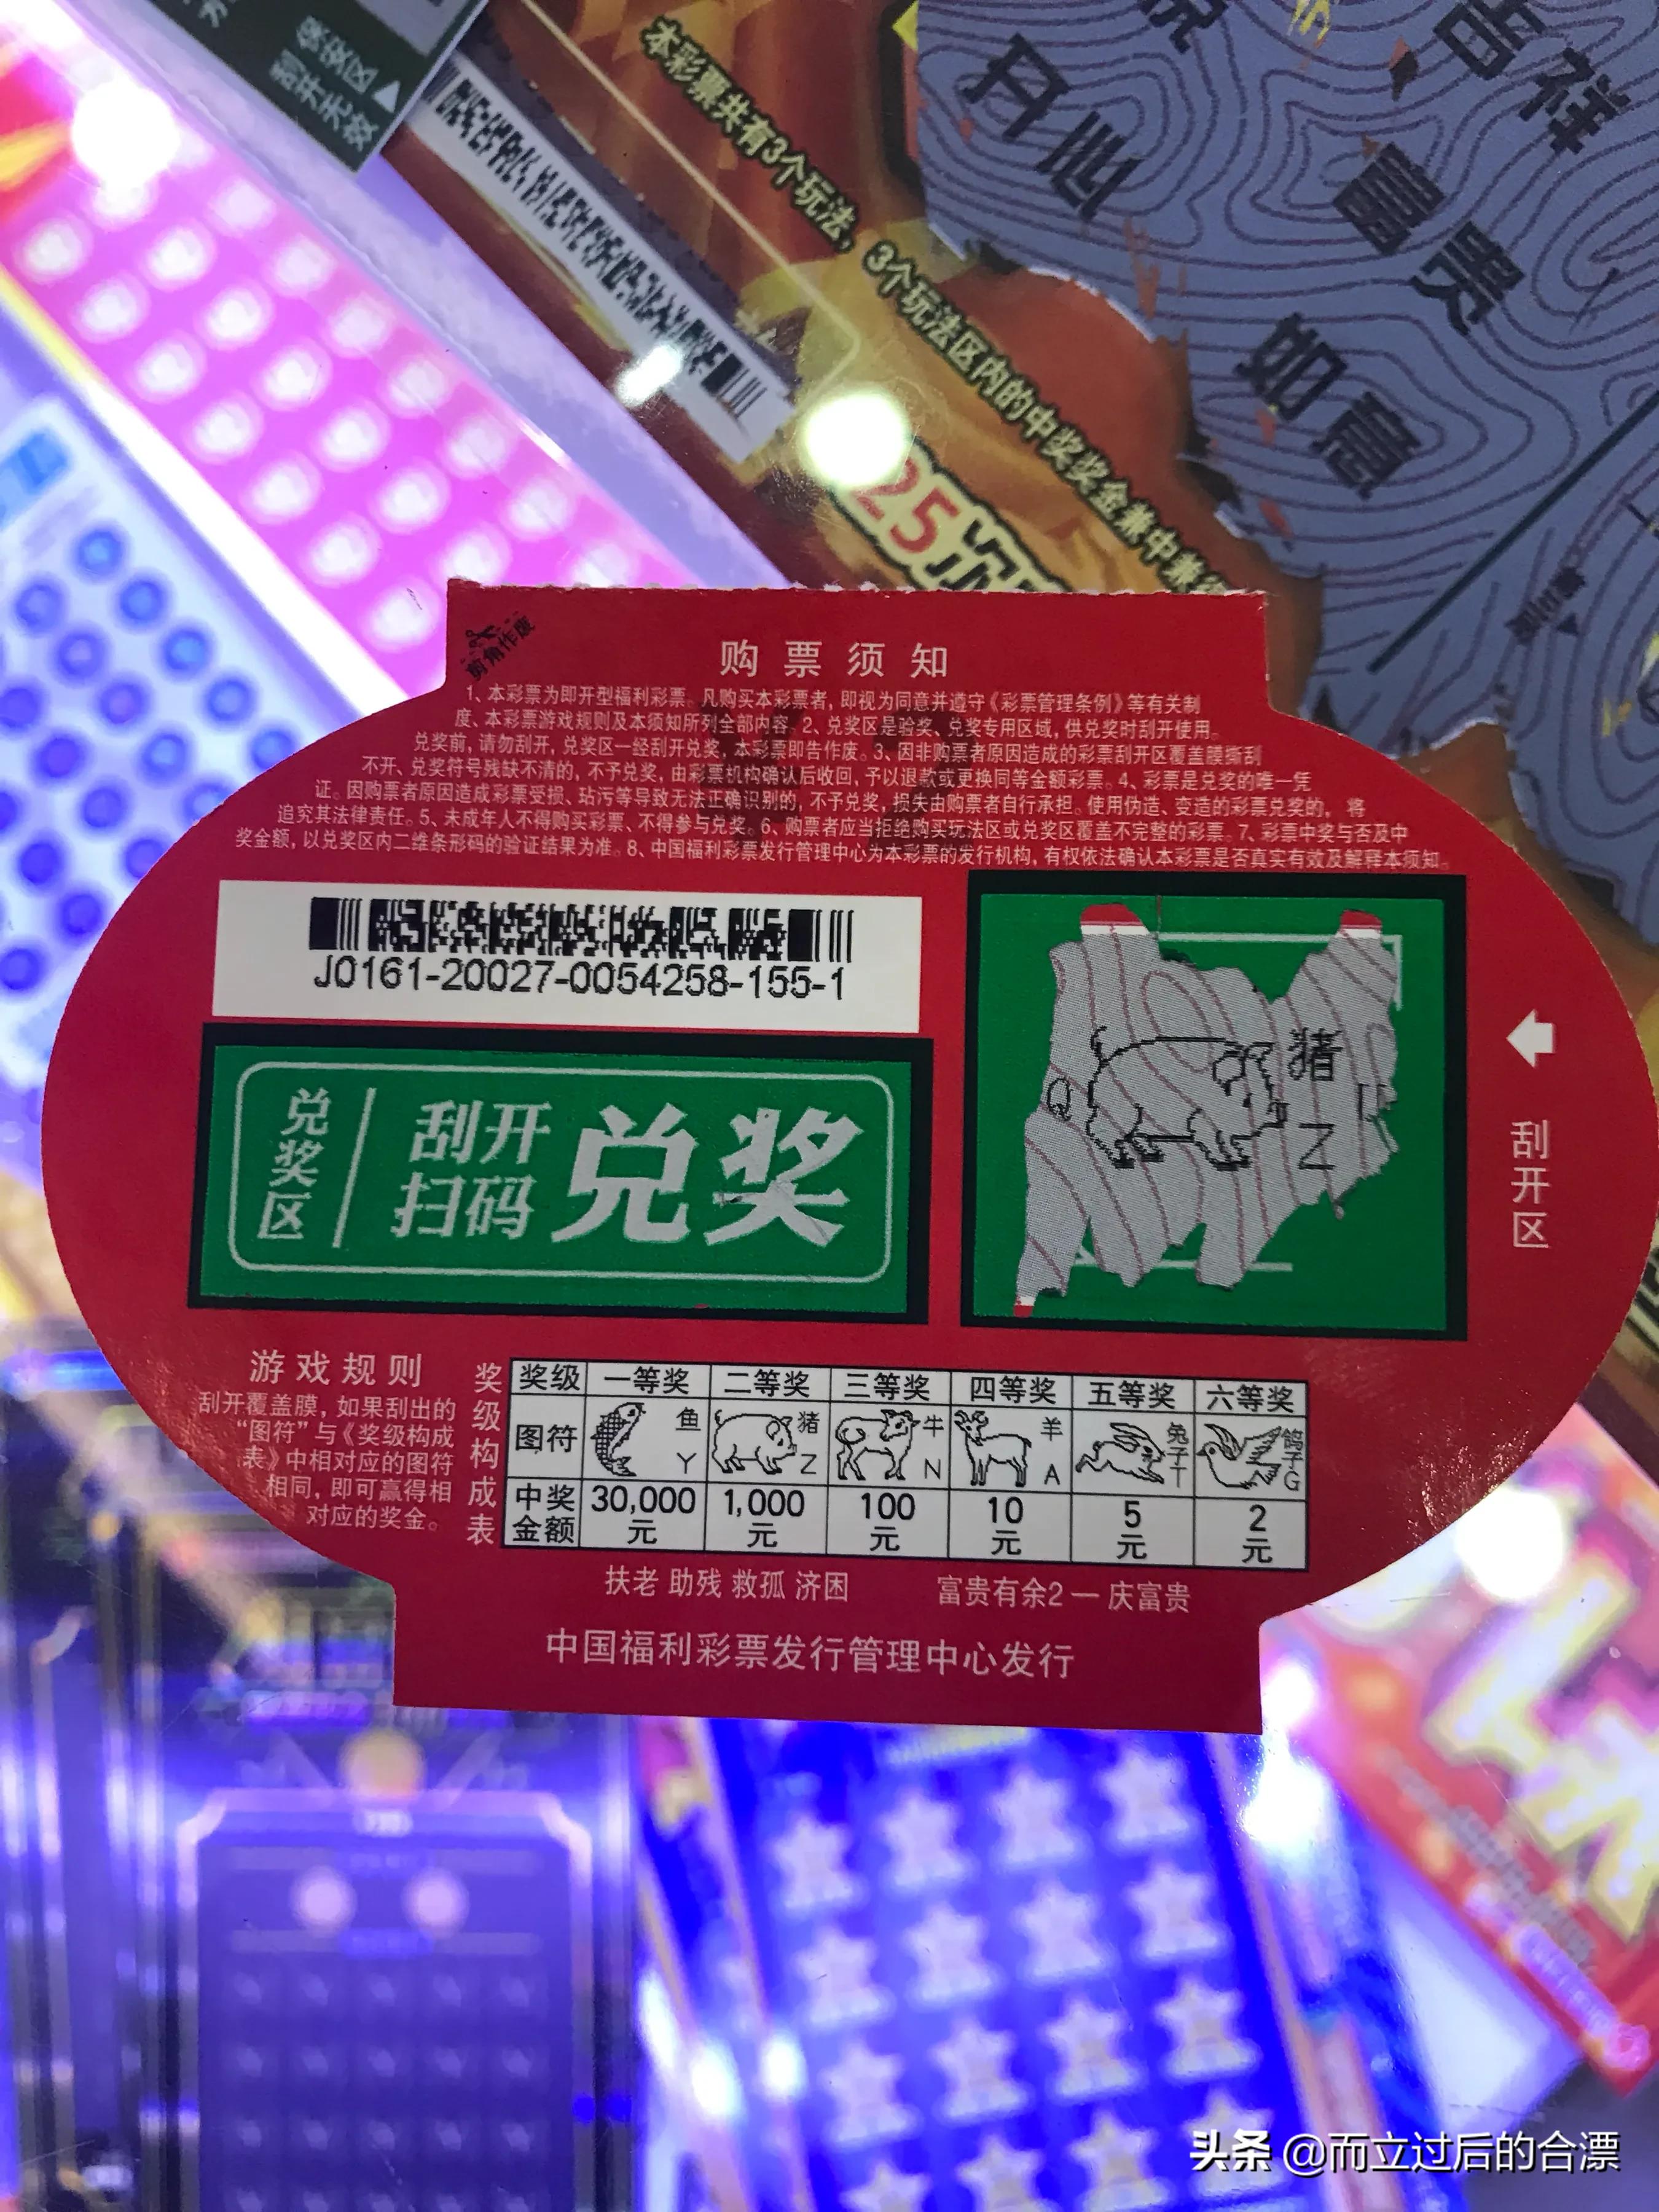 保安区
刮开无效
本彩票共有3个玩法，3个玩法区内的中奖奖金兼中兼得
吉祥
开心
富贵
如意
25次
剪角作废
购票须知
1、本彩票为即开型福利彩票。凡购买本彩票者，即视为同意并遵守《彩票管理条例》等有关制
度、本彩票游戏规则及本须知所列全部内容。2、兑奖区是验奖、兑奖专用区域，供兑奖时刮开使用。
兑奖前，请勿刮开，兑奖区一经刮开兑奖，本彩票即告作废。3、因非购票者原因造成的彩票刮开区覆盖膜撕刮
不开、兑奖符号残缺不清的，不予兑奖，由彩票机构确认后收回，予以退款或更换同等金额彩票。4、彩票是兑奖的唯一凭
证。因购票者原因造成彩票受损、玷污等导致无法正确识别的，不予兑奖，损失由购票者自行承担。使用伪造、变造的彩票兑奖的，将
追究其法律责任。5、未成年人不得购买彩票、不得参与兑奖。6、购票者应当拒绝购买玩法区或兑奖区覆盖不完整的彩票。7、彩票中奖与否及中
奖金额，以兑奖区内二维条形码的验证结果为准。8、中国福利彩票发行管理中心为本彩票的发行机构，有权依法确认本彩票是否真实有效及解释本须知。
¥2
J0161-20027-0054258-155-1
兑奖区
刮开
扫码
兑奖
猪
Q
Z
刮开区
游戏规则
刮开覆盖膜，如果刮出的
“图符”与《奖级构成
表》中相对应的图符
相同，即可赢得相
对应的奖金。
奖级构成表
奖级 一等奖 二等奖 三等奖 四等奖 五等奖 六等奖
图符 鱼 Y 猪 Z 牛 N 羊 A 兔子 T 鸽子 G
中奖金额 30,000元 1,000元 100元 10元 5元 2元
扶老 助残 救孤 济困 富贵有余2 — 庆富贵
中国福利彩票发行管理中心发行
头条 @而立过后的合漂